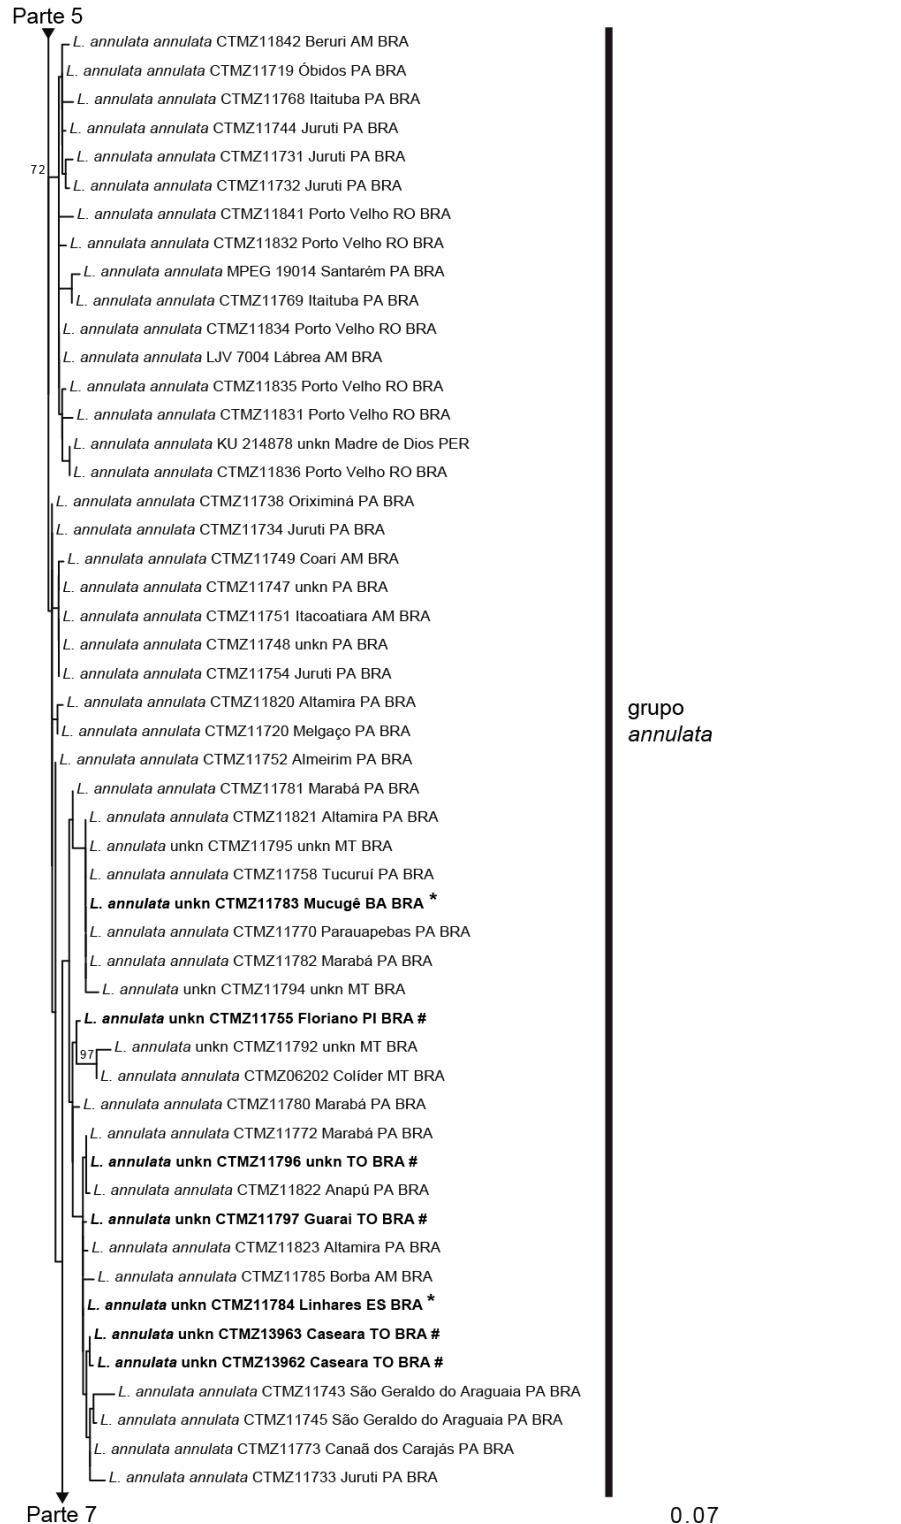 Parte 5
L. annulata annulata CTMZ11842 Beruri AM BRA
L. annulata annulata CTMZ11719 Óbidos PA BRA
L. annulata annulata CTMZ11768 Itaituba PA BRA
L. annulata annulata CTMZ11744 Juruti PA BRA
L. annulata annulata CTMZ11731 Juruti PA BRA
72
L. annulata annulata CTMZ11732 Juruti PA BRA
L. annulata annulata CTMZ11841 Porto Velho RO BRA
L. annulata annulata CTMZ11832 Porto Velho RO BRA
L. annulata annulata MPEG 19014 Santarém PA BRA
L. annulata annulata CTMZ11769 Itaituba PA BRA
L. annulata annulata CTMZ11834 Porto Velho RO BRA
L. annulata annulata LJV 7004 Lábrea AM BRA
L. annulata annulata CTMZ11835 Porto Velho RO BRA
L. annulata annulata CTMZ11831 Porto Velho RO BRA
L. annulata annulata KU 214878 unkn Madre de Dios PER
L. annulata annulata CTMZ11836 Porto Velho RO BRA
L. annulata annulata CTMZ11738 Oriximiná PA BRA
L. annulata annulata CTMZ11734 Juruti PA BRA
L. annulata annulata CTMZ11749 Coari AM BRA
L. annulata annulata CTMZ11747 unkn PA BRA
L. annulata annulata CTMZ11751 Itacoatiara AM BRA
L. annulata annulata CTMZ11748 unkn PA BRA
L. annulata annulata CTMZ11754 Juruti PA BRA
L. annulata annulata CTMZ11820 Altamira PA BRA
L. annulata annulata CTMZ11720 Melgaço PA BRA
grupo
annulata
L. annulata annulata CTMZ11752 Almeirim PA BRA
L. annulata annulata CTMZ11781 Marabá PA BRA
L. annulata annulata CTMZ11821 Altamira PA BRA
L. annulata unkn CTMZ11795 unkn MT BRA
L. annulata annulata CTMZ11758 Tucuruí PA BRA
L. annulata unkn CTMZ11783 Mucugê BA BRA *
L. annulata annulata CTMZ11770 Parauapebas PA BRA
L. annulata annulata CTMZ11782 Marabá PA BRA
L. annulata unkn CTMZ11794 unkn MT BRA
L. annulata unkn CTMZ11755 Floriano PI BRA #
L. annulata unkn CTMZ11792 unkn MT BRA
97
L. annulata annulata CTMZ06202 Colíder MT BRA
L. annulata annulata CTMZ11780 Marabá PA BRA
L. annulata annulata CTMZ11772 Marabá PA BRA
L. annulata unkn CTMZ11796 unkn TO BRA #
L. annulata annulata CTMZ11822 Anapú PA BRA
L. annulata unkn CTMZ11797 Guarai TO BRA #
L. annulata annulata CTMZ11823 Altamira PA BRA
L. annulata annulata CTMZ11785 Borba AM BRA
L. annulata unkn CTMZ11784 Linhares ES BRA *
L. annulata unkn CTMZ13963 Caseara TO BRA #
L. annulata unkn CTMZ13962 Caseara TO BRA #
L. annulata annulata CTMZ11743 São Geraldo do Araguaia PA BRA
L. annulata annulata CTMZ11745 São Geraldo do Araguaia PA BRA
L. annulata annulata CTMZ11773 Canaã dos Carajás PA BRA
L. annulata annulata CTMZ11733 Juruti PA BRA
Parte 7
0.07